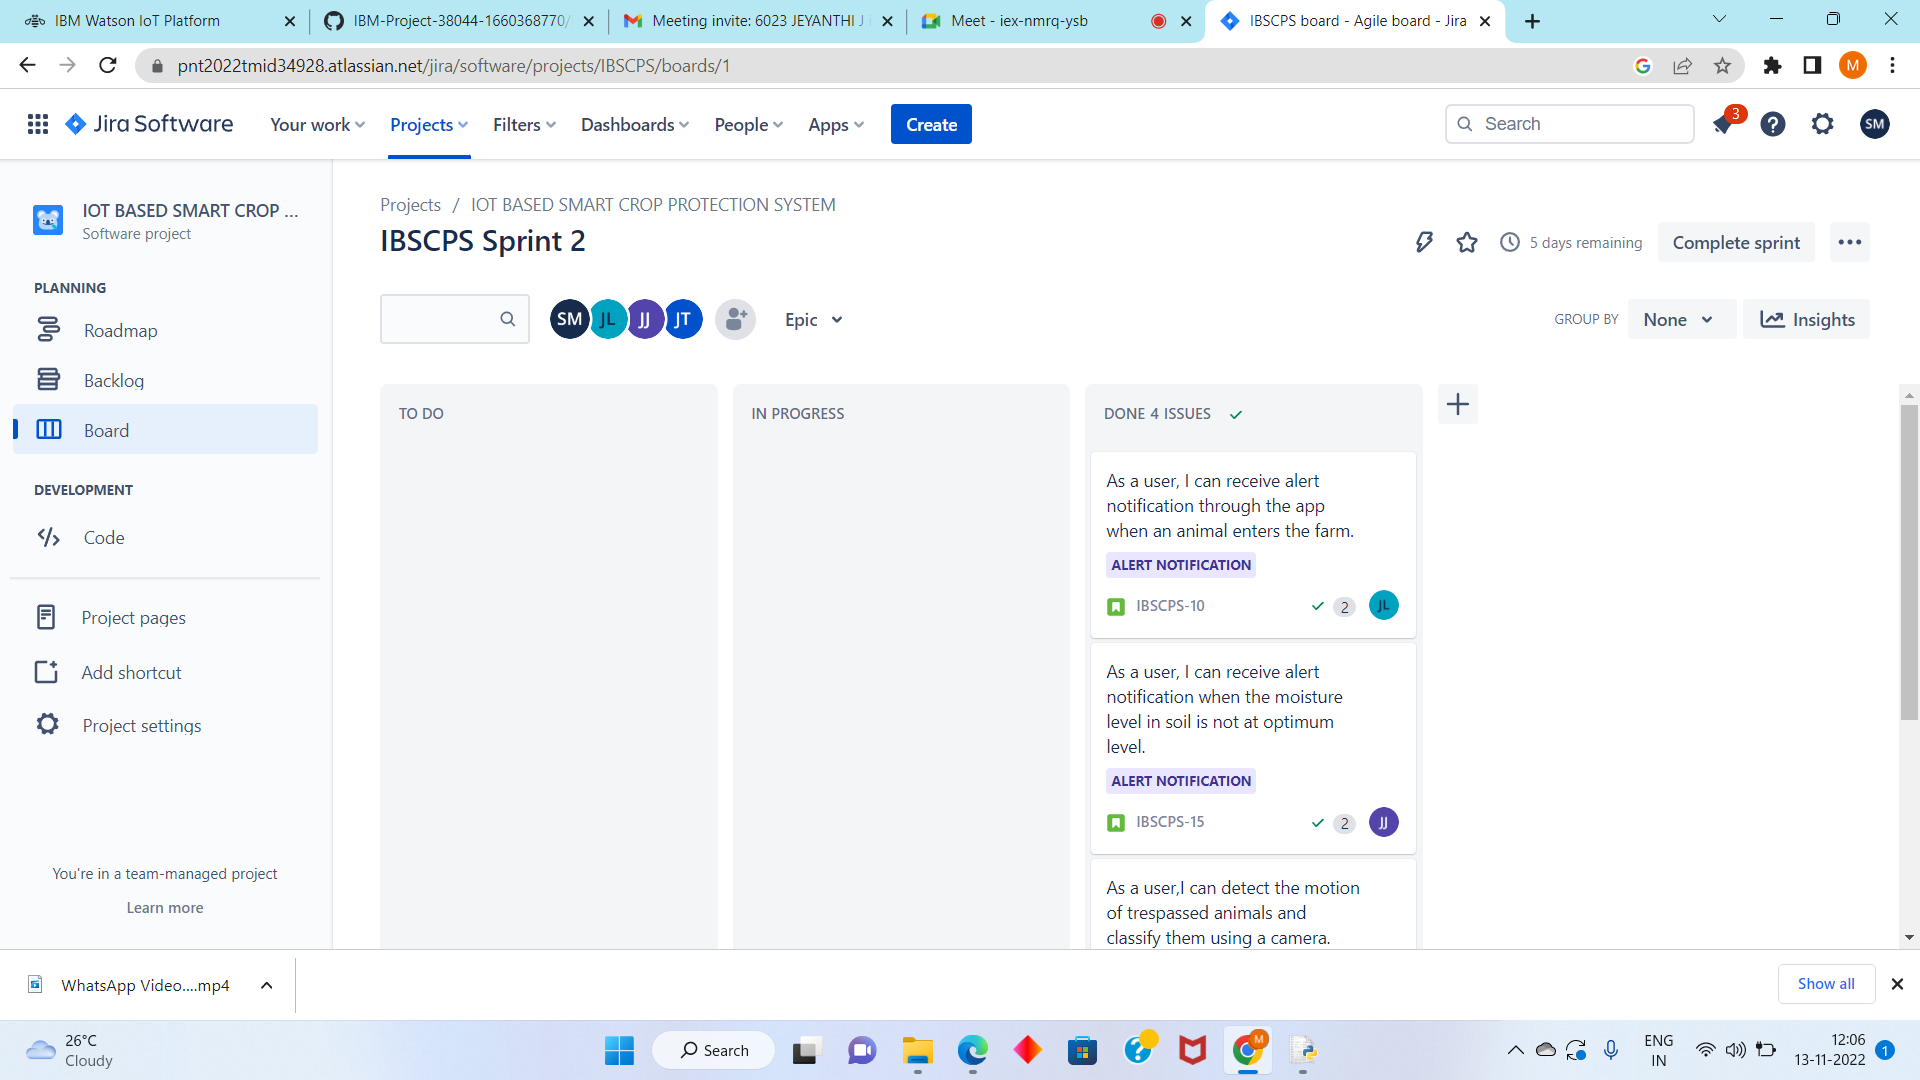 IBM Watson IoT Platform
IBM-Project-38044-1660368770/
Meeting invite: 6023 JEYANTHI J i
Meet - iex-nmrq-ysb
IBSCPS board - Agile board - Jira
pnt2022tmid34928.atlassian.net/jira/software/projects/IBSCPS/boards/1
M
Jira Software
Your work
Projects
Filters
Dashboards
People
Apps
Create
Search
3
SM
IOT BASED SMART CROP ...
Software project
PLANNING
Roadmap
Backlog
Board
DEVELOPMENT
Code
Project pages
Add shortcut
Project settings
You're in a team-managed project
Learn more
Projects / IOT BASED SMART CROP PROTECTION SYSTEM
IBSCPS Sprint 2
5 days remaining
Complete sprint
SM JL JJ JT
Epic
GROUP BY
None
Insights
TO DO
IN PROGRESS
DONE 4 ISSUES
As a user, I can receive alert
notification through the app
when an animal enters the farm.
ALERT NOTIFICATION
IBSCPS-10
2
JL
As a user, I can receive alert
notification when the moisture
level in soil is not at optimum
level.
ALERT NOTIFICATION
IBSCPS-15
2
JJ
As a user,I can detect the motion
of trespassed animals and
classify them using a camera.
WhatsApp Video....mp4
Show all
26°C
Cloudy
Search
M
ENG
IN
12:06
13-11-2022
1